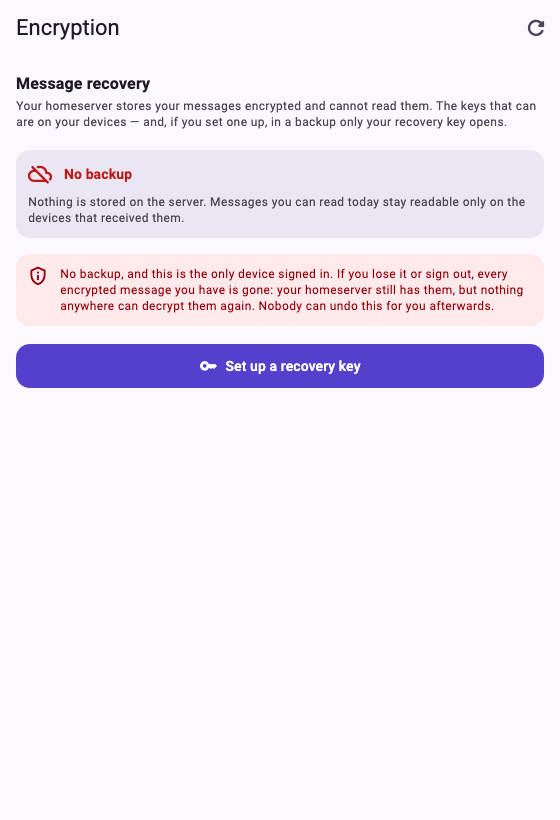 Encryption
Message recovery
Your homeserver stores your messages encrypted and cannot read them. The keys that can
are on your devices — and, if you set one up, in a backup only your recovery key opens.
No backup
Nothing is stored on the server. Messages you can read today stay readable only on the
devices that received them.
No backup, and this is the only device signed in. If you lose it or sign out, every
encrypted message you have is gone: your homeserver still has them, but nothing
anywhere can decrypt them again. Nobody can undo this for you afterwards.
Set up a recovery key